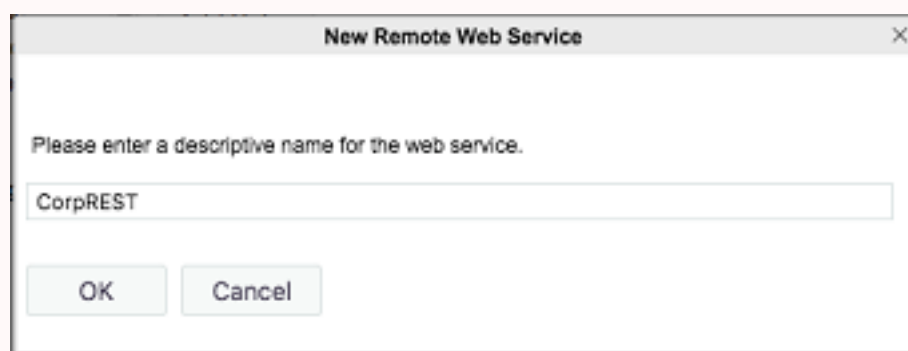 New Remote Web Service
Please enter a descriptive name for the web service.
CorpREST
OK Cancel